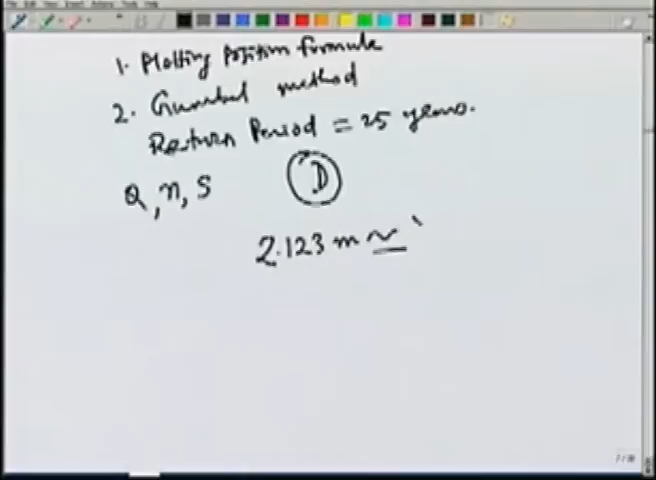 1. Plotting position formula
2. Gumbel method
Return Period = 25 years.
Q, n, S D
2.123 m ~